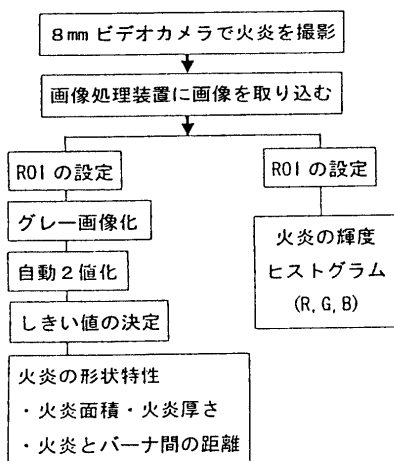 8mm ビデオカメラで火炎を撮影
画像処理装置に画像を取り込む
ROI の設定
グレー画像化
自動2値化
しきい値の決定
火炎の形状特性
・火炎面積・火炎厚さ
・火炎とバーナ間の距離
ROI の設定
火炎の輝度
ヒストグラム
(R, G, B)